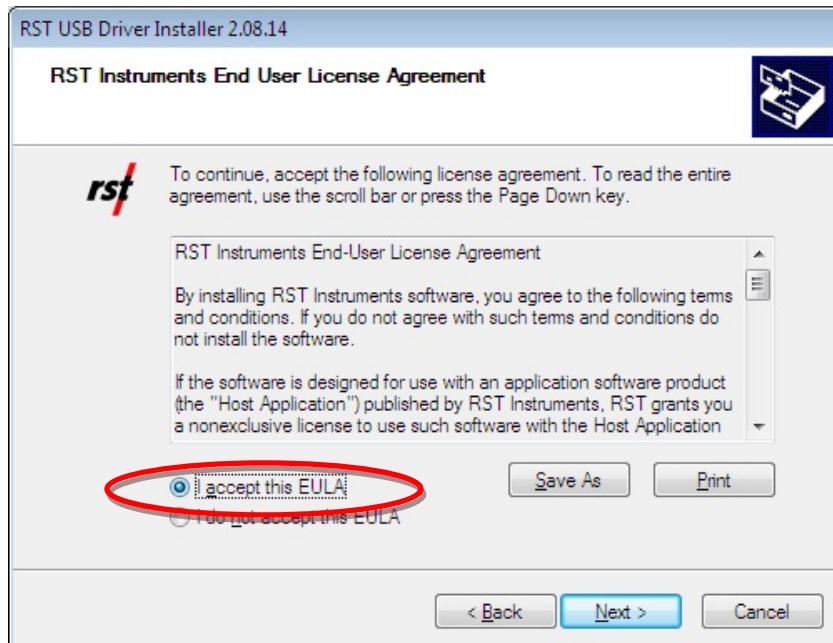 RST USB Driver Installer 2.08.14
RST Instruments End User License Agreement
rst
To continue, accept the following license agreement. To read the entire
agreement, use the scroll bar or press the Page Down key.
RST Instruments End-User License Agreement
By installing RST Instruments software, you agree to the following terms
and conditions. If you do not agree with such terms and conditions do
not install the software.
If the software is designed for use with an application software product
(the "Host Application") published by RST Instruments, RST grants you
a nonexclusive license to use such software with the Host Application
I accept this EULA
Save As
Print
I do not accept this EULA
< Back
Next >
Cancel